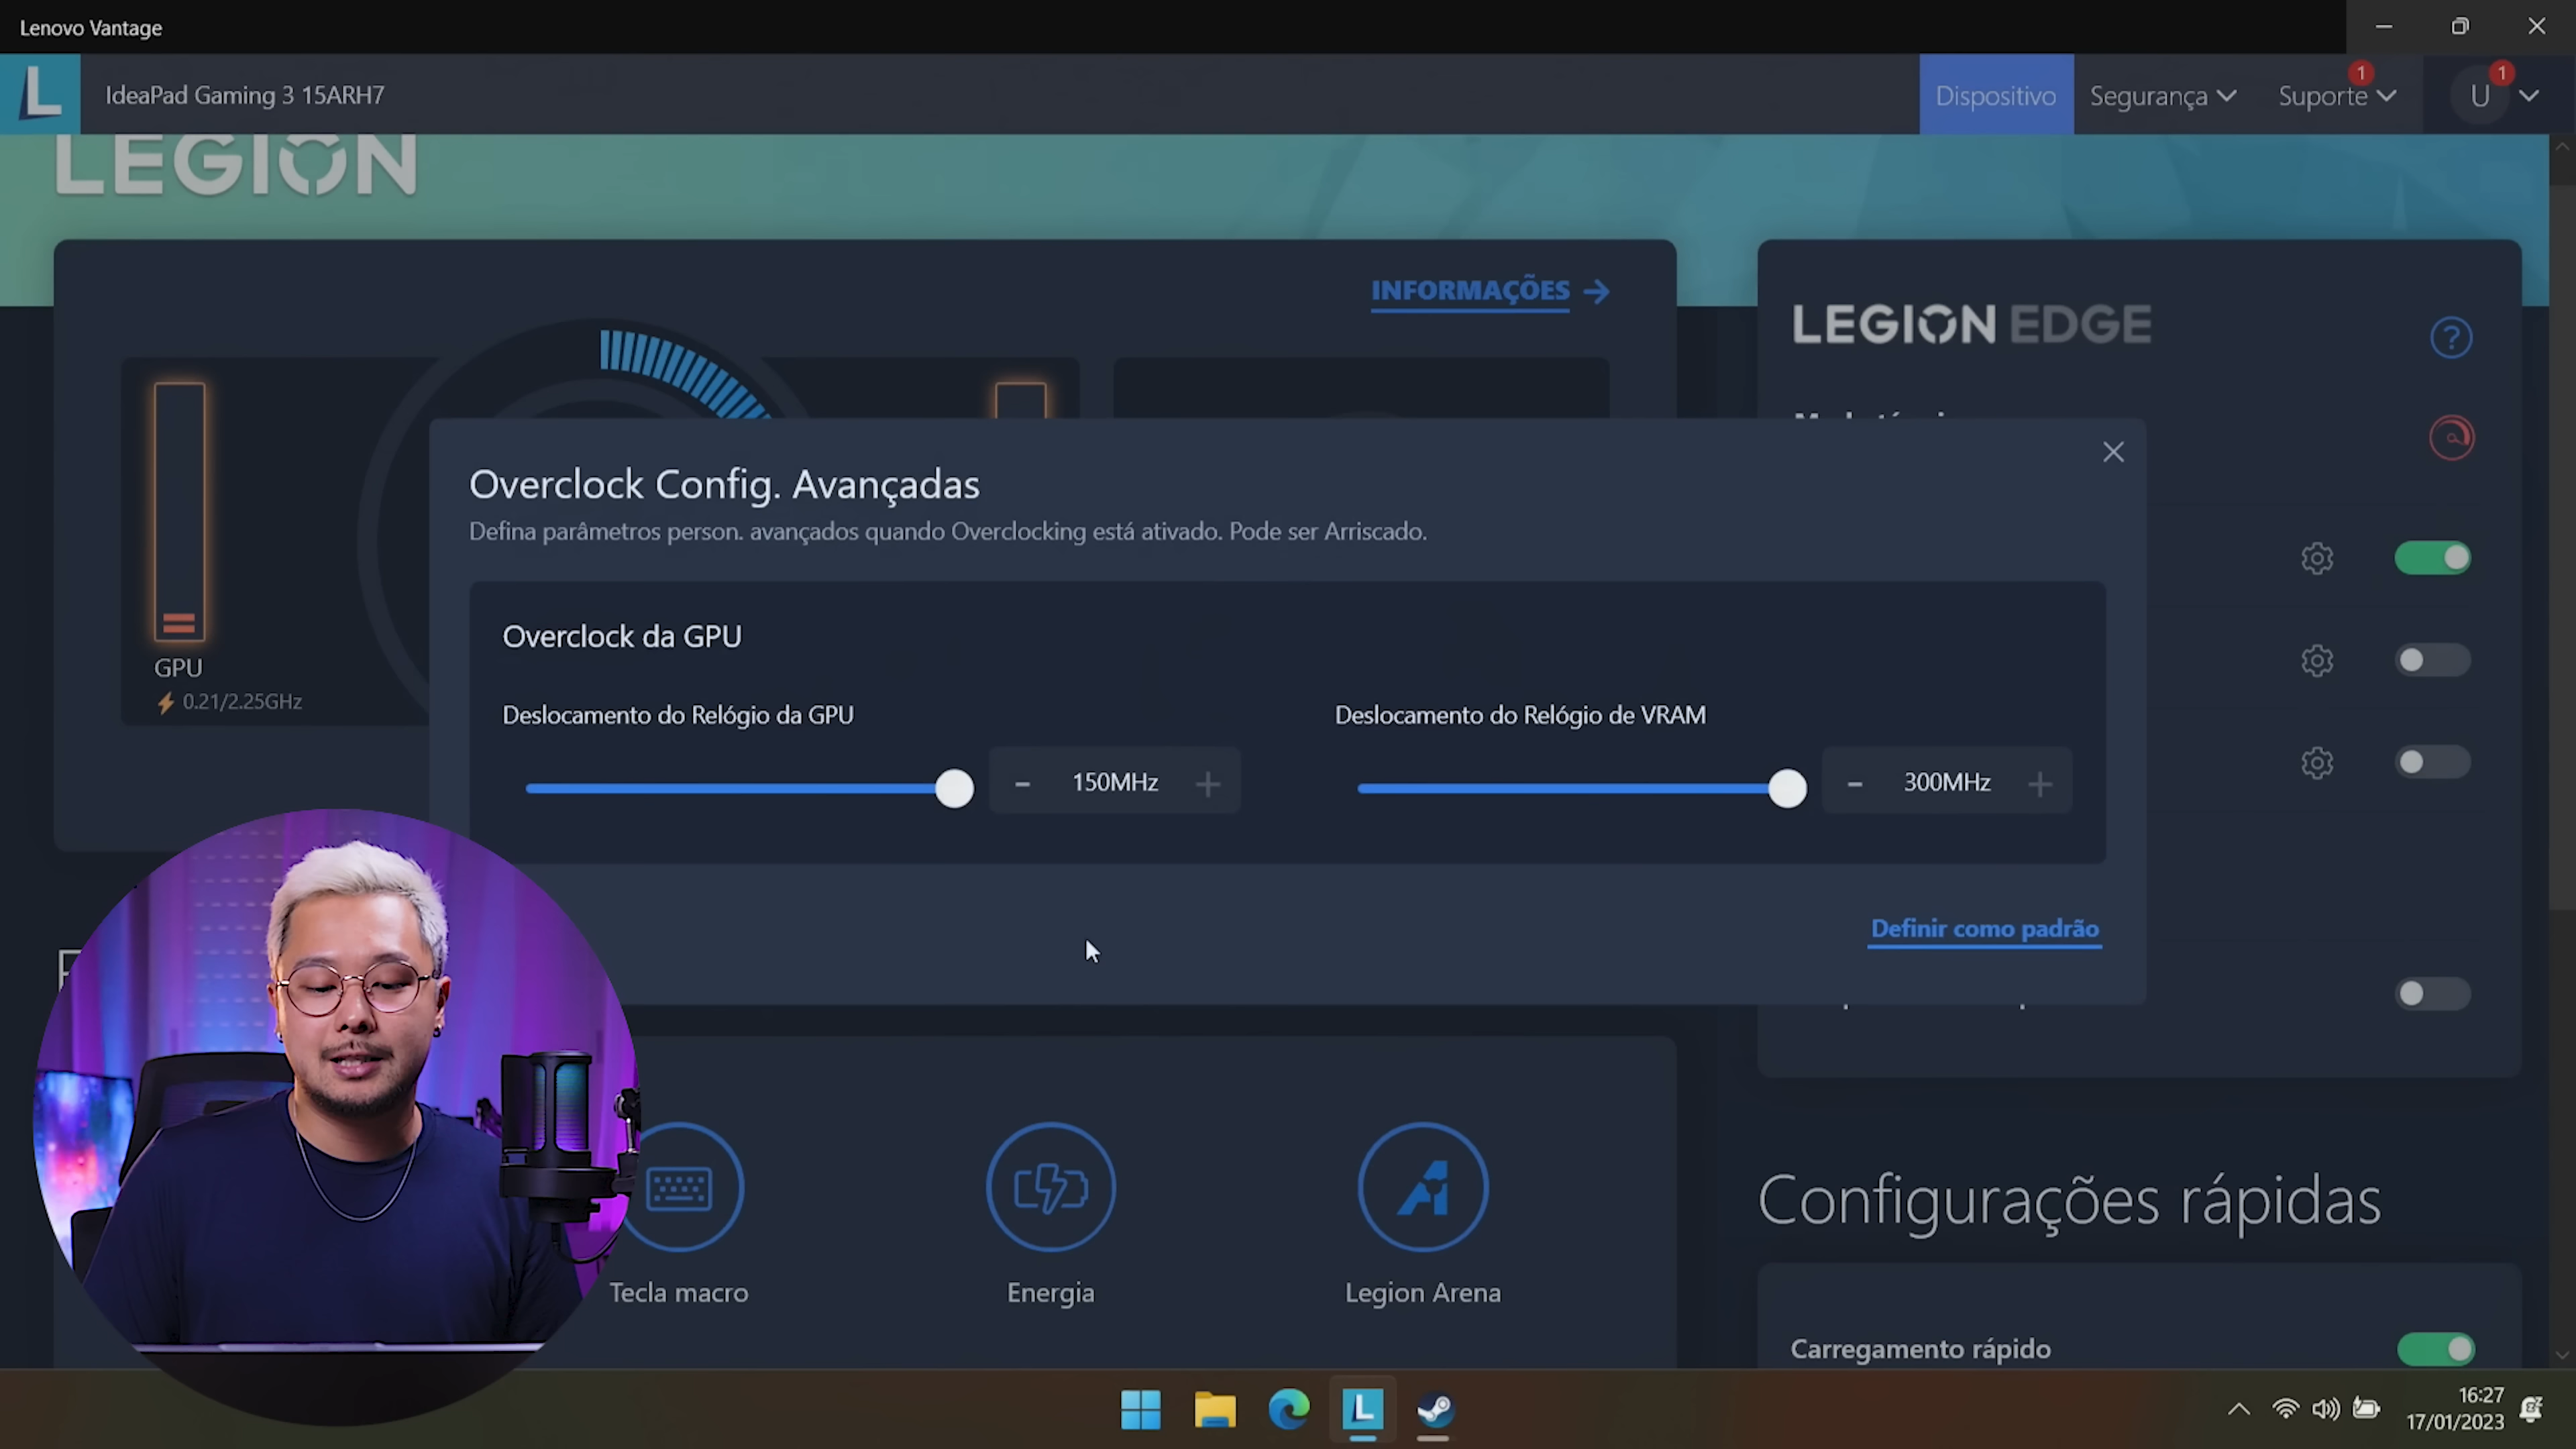 Lenovo Vantage
IdeaPad Gaming 3 15ARH7
Dispositivo
Segurança
Suporte
1
U
1
LEGION
INFORMAÇÕES
LEGION EDGE
?
Overclock Config. Avançadas
Defina parâmetros person. avançados quando Overclocking está ativado. Pode ser Arriscado.
Overclock da GPU
Deslocamento do Relógio da GPU
150MHz
Deslocamento do Relógio de VRAM
300MHz
Definir como padrão
GPU
0.21/2.25GHz
Tecla macro
Energia
Legion Arena
Configurações rápidas
Carregamento rápido
16:27
17/01/2023